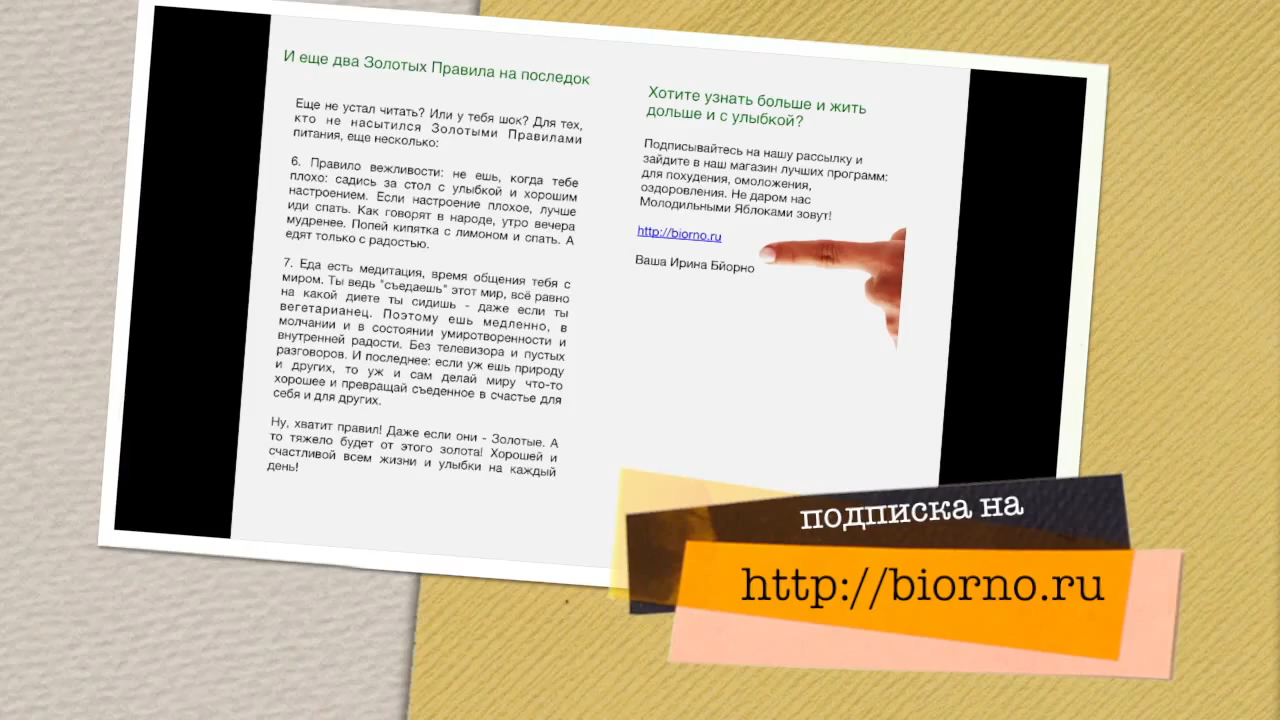 И еще два Золотых Правила на последок
Еще не устал читать? Или у тебя шок? Для тех,
кто не насытился Золотыми Правилами
питания, еще несколько:
6. Правило вежливости: не ешь, когда тебе
плохо: садись за стол с улыбкой и хорошим
настроением. Если настроение плохое, лучше
иди спать. Как говорят в народе, утро вечера
мудренее. Попей кипятка с лимоном и спать. А
едят только с радостью.
7. Еда есть медитация, время общения тебя с
миром. Ты ведь "съедаешь" этот мир, всё равно
на какой диете ты сидишь - даже если ты
вегетарианец. Поэтому ешь медленно, в
молчании и в состоянии умиротворенности и
внутренней радости. Без телевизора и пустых
разговоров. И последнее: если уж ешь природу
и других, то уж и сам делай миру что-то
хорошее и превращай съеденное в счастье для
себя и для других.
Ну, хватит правил! Даже если они - Золотые. А
то тяжело будет от этого золота! Хорошей и
счастливой всем жизни и улыбки на каждый
день!
Хотите узнать больше и жить
дольше и с улыбкой?
Подписывайтесь на нашу рассылку и
зайдите в наш магазин лучших программ:
для похудения, омоложения,
оздоровления. Не даром нас
Молодильными Яблоками зовут!
http://biorno.ru
Ваша Ирина Бйорно
подписка на
http://biorno.ru